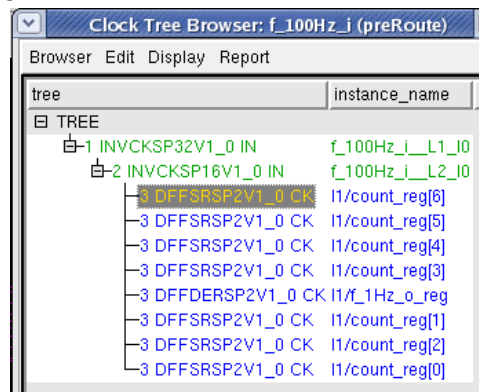 Clock Tree Browser: f_100Hz_i (preRoute)
Browser Edit Display Report
tree instance_name
TREE
1 INVCKSP32V1_0 IN f_100Hz_i__L1_I0
2 INVCKSP16V1_0 IN f_100Hz_i__L2_I0
3 DFFSRSP2V1_0 CK I1/count_reg[6]
3 DFFSRSP2V1_0 CK I1/count_reg[5]
3 DFFSRSP2V1_0 CK I1/count_reg[4]
3 DFFSRSP2V1_0 CK I1/count_reg[3]
3 DFFDERSP2V1_0 CK I1/f_1Hz_o_reg
3 DFFSRSP2V1_0 CK I1/count_reg[1]
3 DFFSRSP2V1_0 CK I1/count_reg[2]
3 DFFSRSP2V1_0 CK I1/count_reg[0]